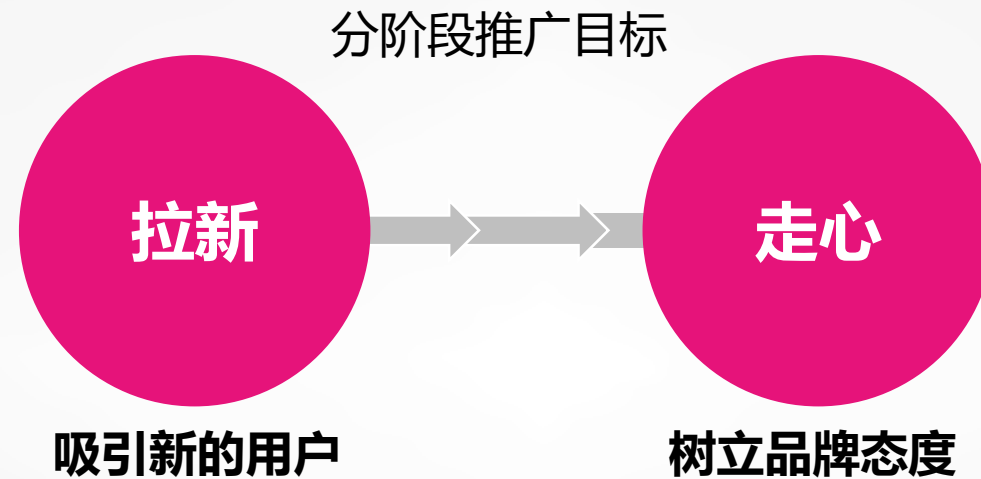 分阶段推广目标
拉新
走心
吸引新的用户
树立品牌态度